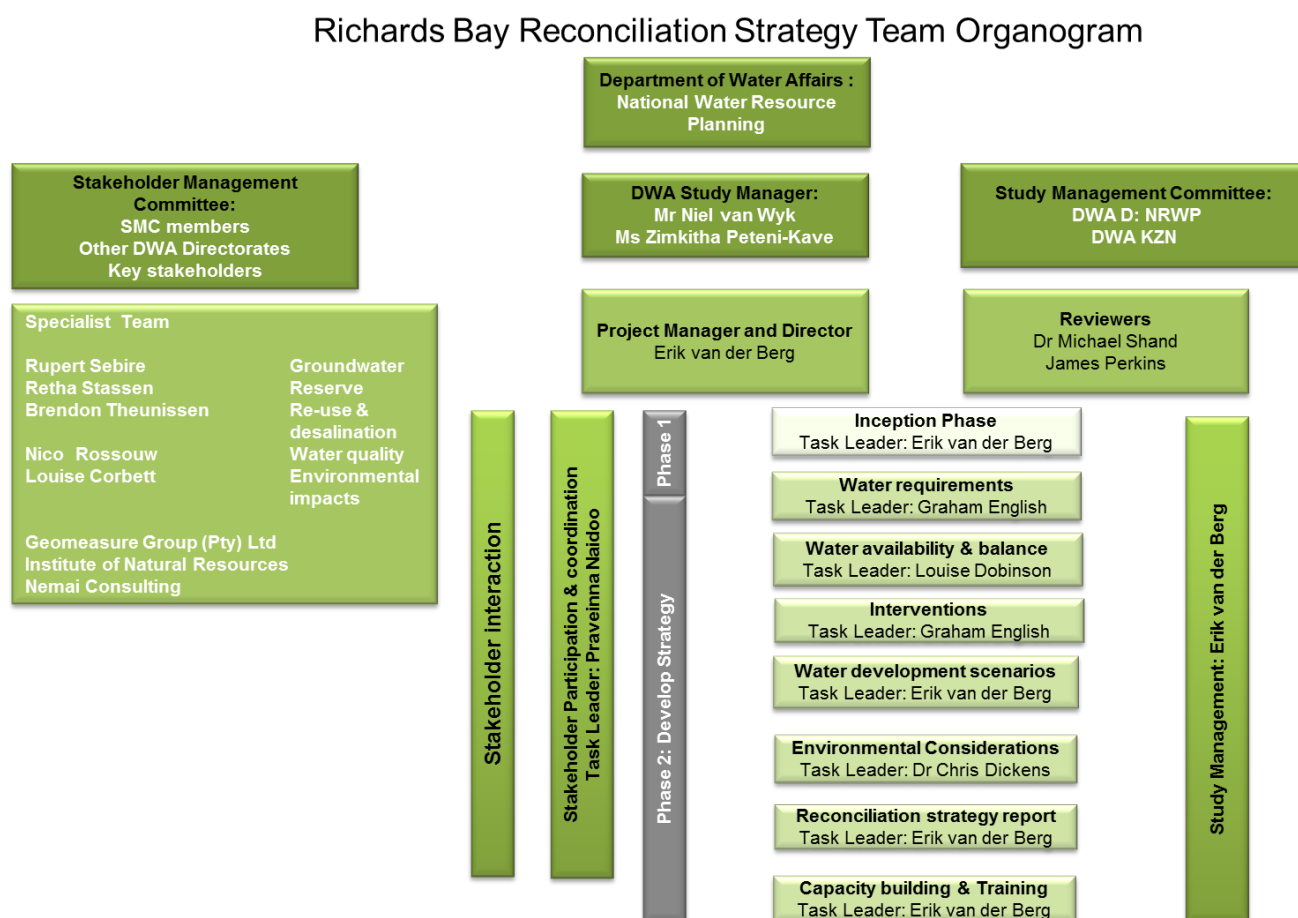 Richards Bay Reconciliation Strategy Team Organogram
Department of Water Affairs :
National Water Resource
Planning
Stakeholder Management
Committee:
SMC members
Other DWA Directorates
Key stakeholders
DWA Study Manager:
Mr Niel van Wyk
Ms Zimkitha Peteni-Kave
Study Management Committee:
DWA D: NRWP
DWA KZN
Specialist Team
Rupert Sebire Groundwater
Retha Stassen Reserve
Brendon Theunissen Re-use &
desalination
Nico Rossouw Water quality
Louise Corbett Environmental
impacts
Geomeasure Group (Pty) Ltd
Institute of Natural Resources
Nemai Consulting
Project Manager and Director
Erik van der Berg
Reviewers
Dr Michael Shand
James Perkins
Stakeholder interaction
Stakeholder Participation & coordination
Task Leader: Praveinna Naidoo
Phase 1
Phase 2: Develop Strategy
Inception Phase
Task Leader: Erik van der Berg
Water requirements
Task Leader: Graham English
Water availability & balance
Task Leader: Louise Dobinson
Interventions
Task Leader: Graham English
Water development scenarios
Task Leader: Erik van der Berg
Environmental Considerations
Task Leader: Dr Chris Dickens
Reconciliation strategy report
Task Leader: Erik van der Berg
Capacity building & Training
Task Leader: Erik van der Berg
Study Management: Erik van der Berg